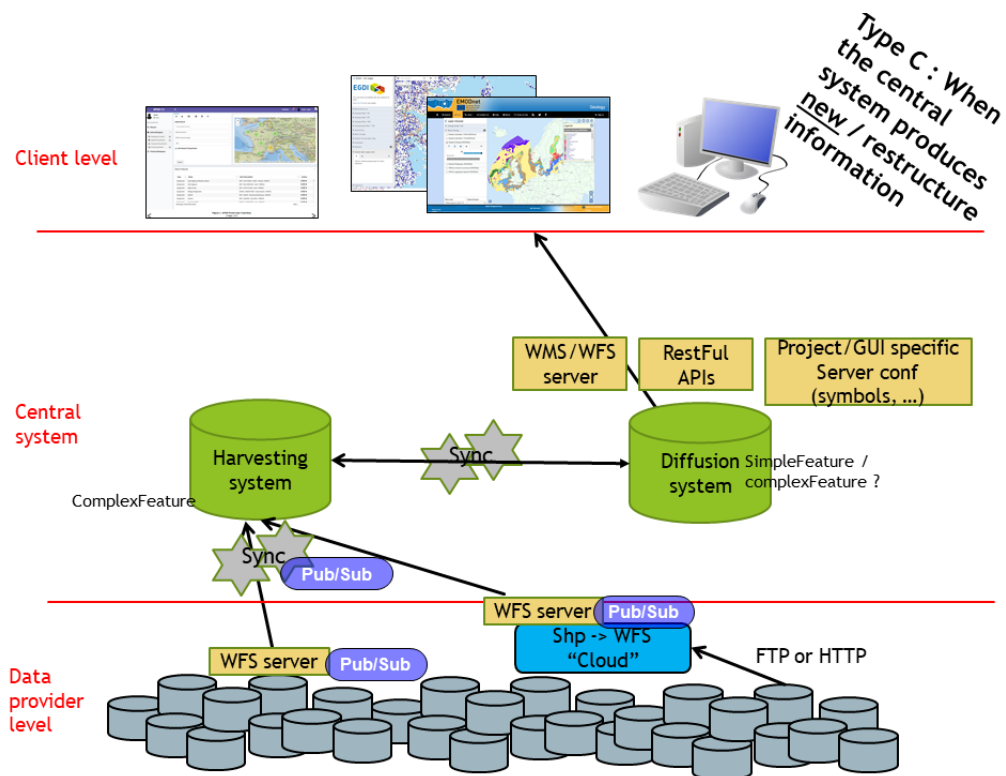 Type C : When
the central
system produces
new / restructure
information
Client level
EGDI
EMODnet
Geology
WMS/WFS
server
RestFul
APIs
Project/GUI specific
Server conf
(symbols, …)
Central
system
Harvesting
system
Sync
Diffusion
system
SimpleFeature /
complexFeature ?
ComplexFeature
Sync
Pub/Sub
WFS server
Pub/Sub
Shp -> WFS
“Cloud”
WFS server
Pub/Sub
FTP or HTTP
Data
provider
level